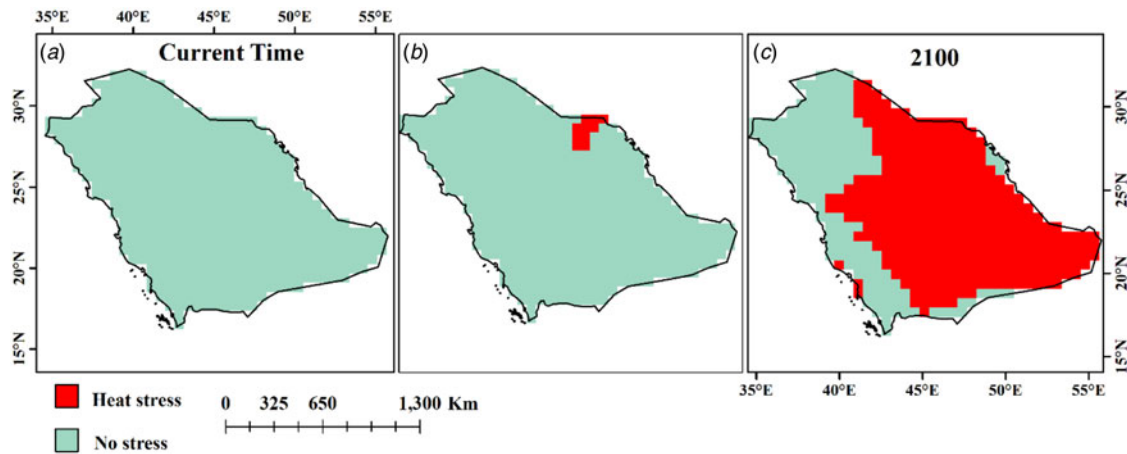 35°E 40°E 45°E 50°E 55°E
(a) Current Time
(b)
(c) 2100
30°N
25°N
20°N
15°N
30°N
25°N
20°N
15°N
35°E 40°E 45°E 50°E 55°E
Heat stress
No stress
0 325 650 1,300 Km